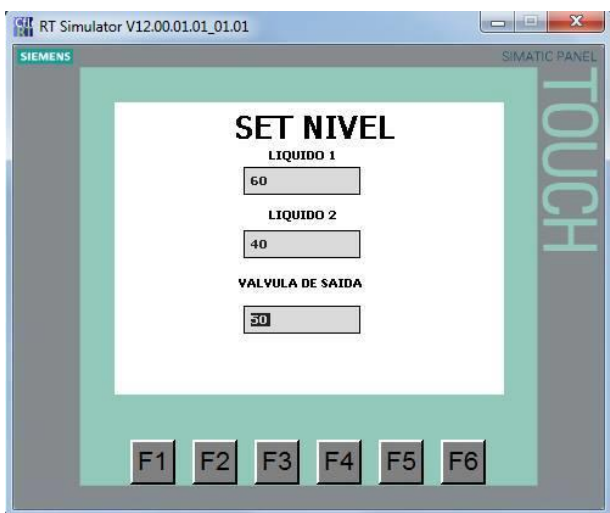 RT Simulator V12.00.01.01_01.01
SIEMENS
SIMATIC PANEL
TOUCH
SET NIVEL
LIQUIDO 1
60
LIQUIDO 2
40
VALVULA DE SAIDA
50
F1 F2 F3 F4 F5 F6